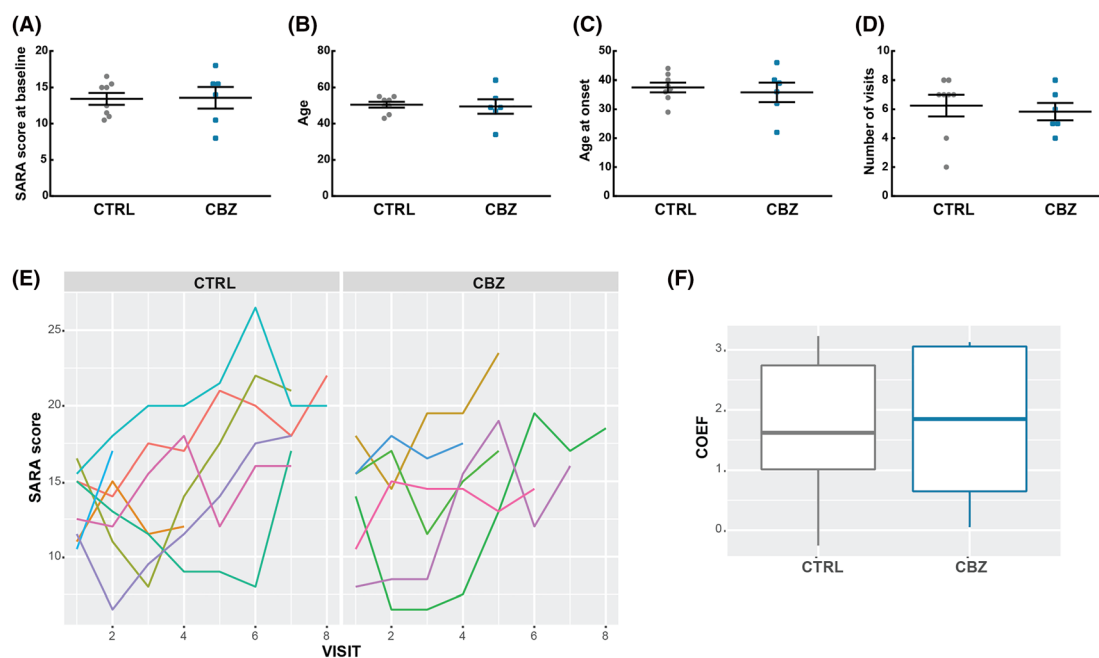 (A)
SARA score at baseline
20
15
10
5
0
CTRL
CBZ
(B)
Age
80
60
40
20
0
CTRL
CBZ
(C)
Age at onset
50
40
30
20
10
0
CTRL
CBZ
(D)
Number of visits
10
8
6
4
2
0
CTRL
CBZ
(E)
CTRL
CBZ
SARA score
25
20
15
10
2
4
6
8
2
4
6
8
VISIT
(F)
COEF
3
2
1
0
CTRL
CBZ